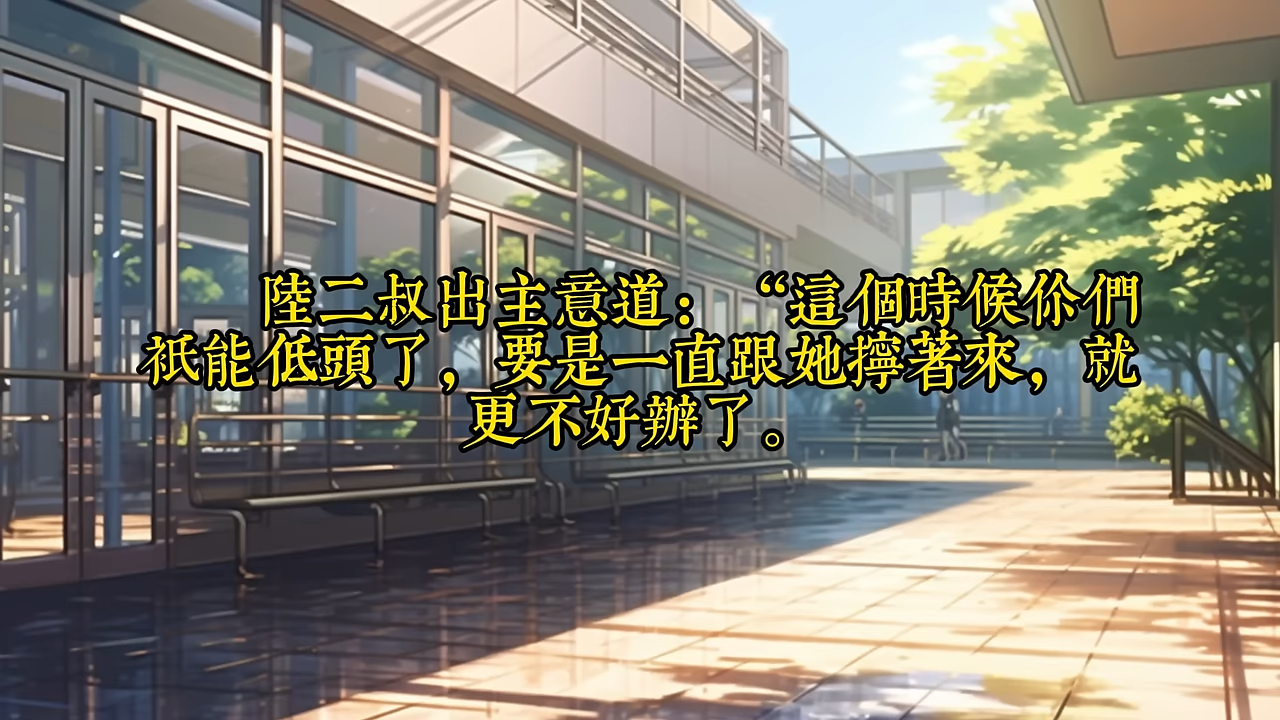 陸二叔出主意道：“這個時候伱們
祇能低頭了，要是一直跟她擰著來，就
更不好辦了。